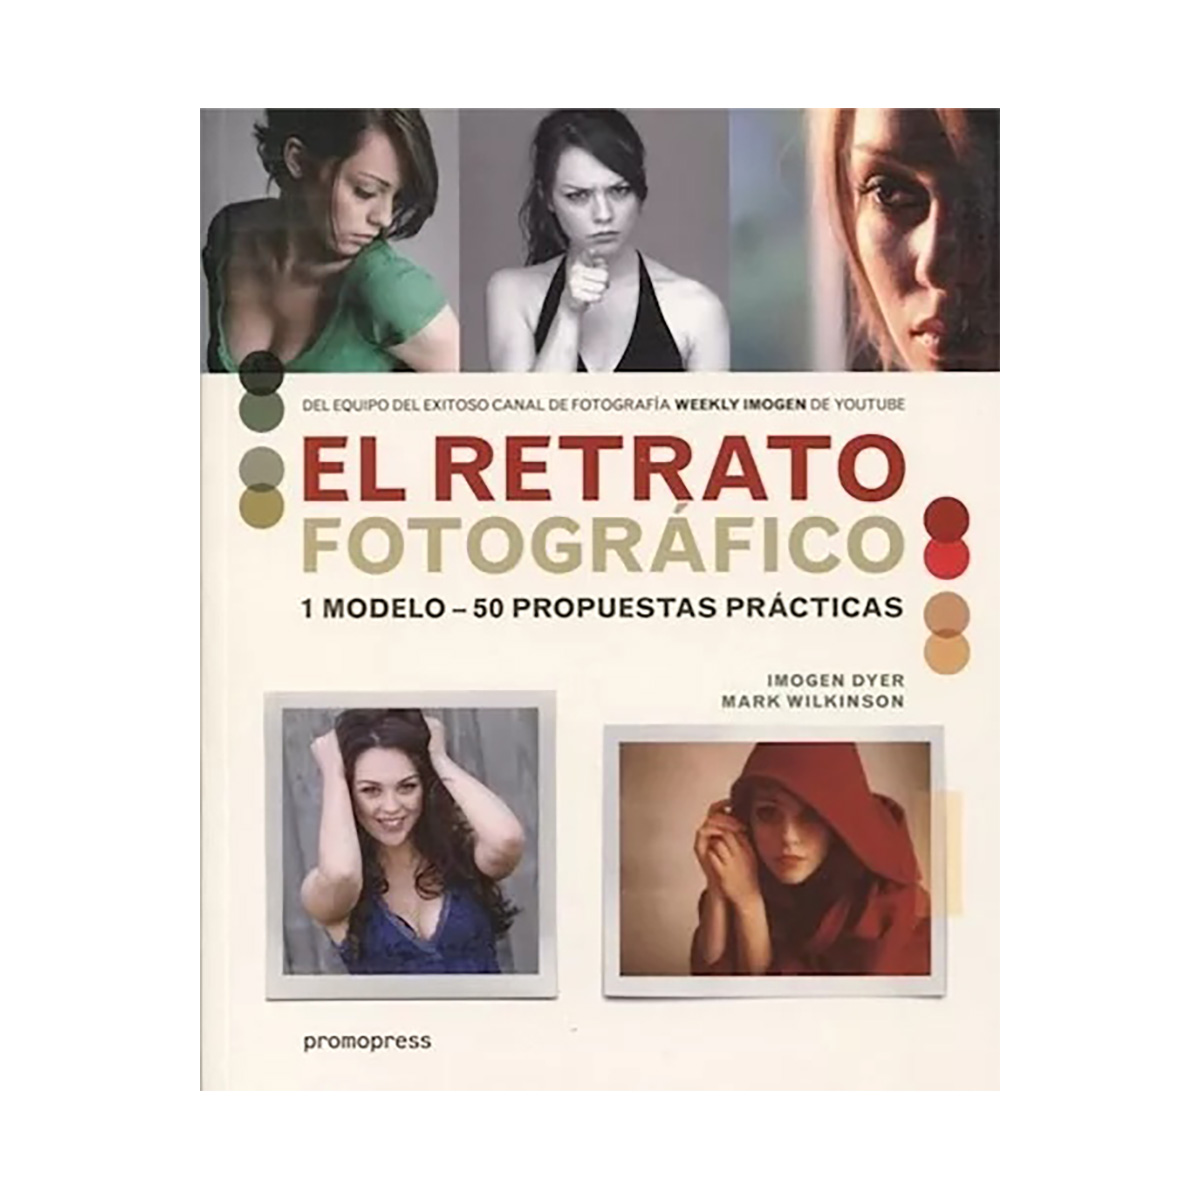 DEL EQUIPO DEL EXITOSO CANAL DE FOTOGRAFÍA WEEKLY IMOGEN DE YOUTUBE
EL RETRATO
FOTOGRÁFICO
1 MODELO – 50 PROPUESTAS PRÁCTICAS
IMOGEN DYER
MARK WILKINSON
promopress